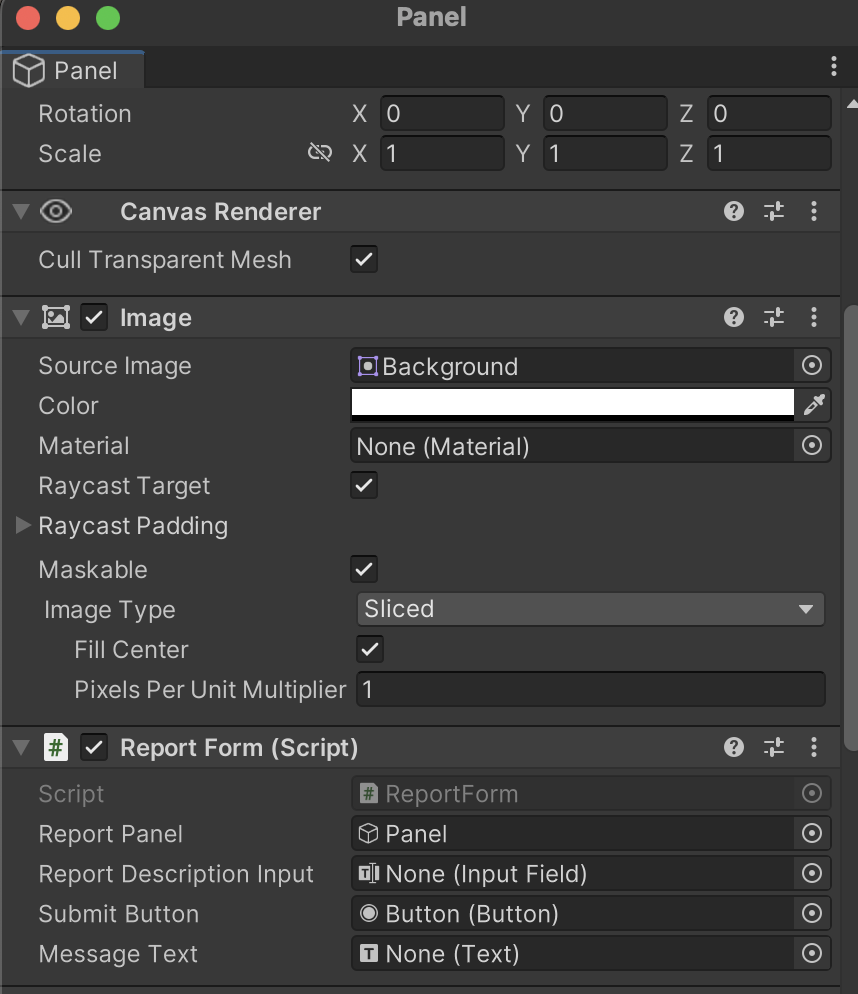 Panel
Panel
Rotation X 0 Y 0 Z 0
Scale X 1 Y 1 Z 1
Canvas Renderer
Cull Transparent Mesh
Image
Source Image Background
Color
Material None (Material)
Raycast Target
Raycast Padding
Maskable
Image Type Sliced
Fill Center
Pixels Per Unit Multiplier 1
# Report Form (Script)
Script # ReportForm
Report Panel Panel
Report Description Input None (Input Field)
Submit Button Button (Button)
Message Text T None (Text)